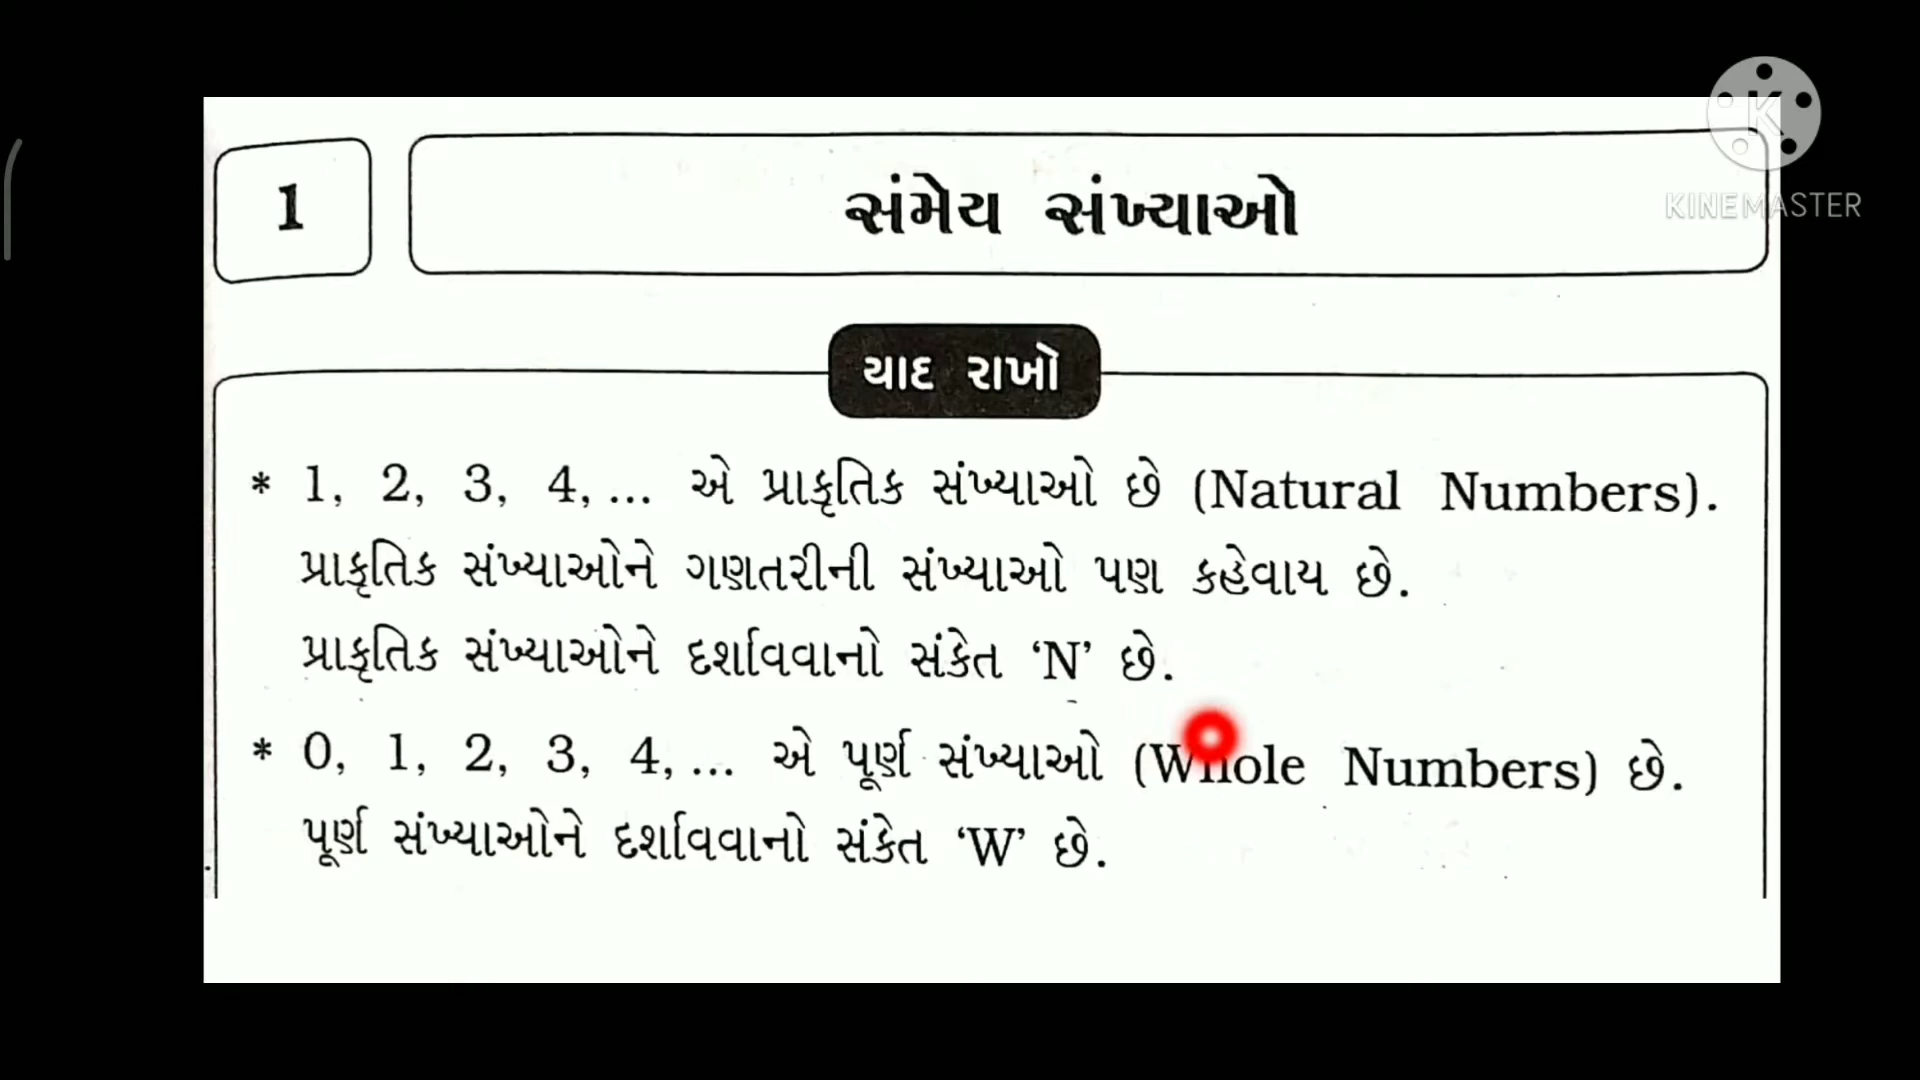 KINEMASTER
1
સંમેય સંખ્યાઓ
યાદ રાખો
* 1, 2, 3, 4, ... એ પ્રાકૃતિક સંખ્યાઓ છે (Natural Numbers).
પ્રાકૃતિક સંખ્યાઓને ગણતરીની સંખ્યાઓ પણ કહેવાય છે.
પ્રાકૃતિક સંખ્યાઓને દર્શાવવાનો સંકેત ‘N’ છે.
* 0, 1, 2, 3, 4, ... એ પૂર્ણ સંખ્યાઓ (Whole Numbers) છે.
પૂર્ણ સંખ્યાઓને દર્શાવવાનો સંકેત ‘W’ છે.